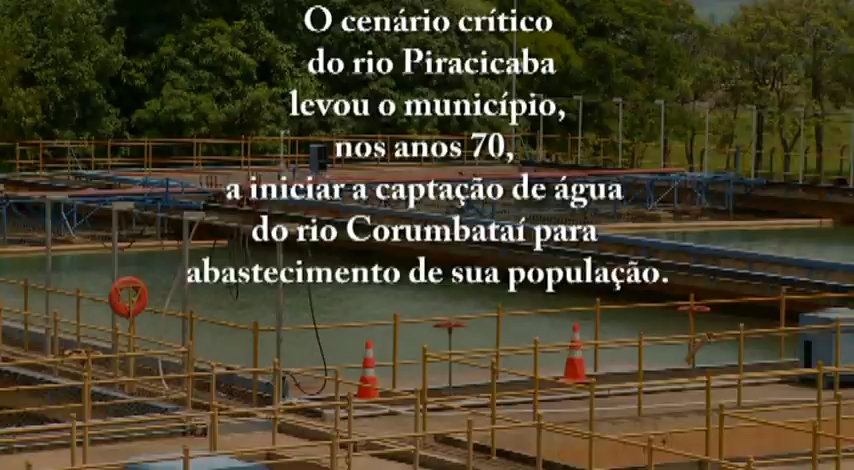 O cenário crítico
do rio Piracicaba
levou o município,
nos anos 70,
a iniciar a captação de água
do rio Corumbataí para
abastecimento de sua população.